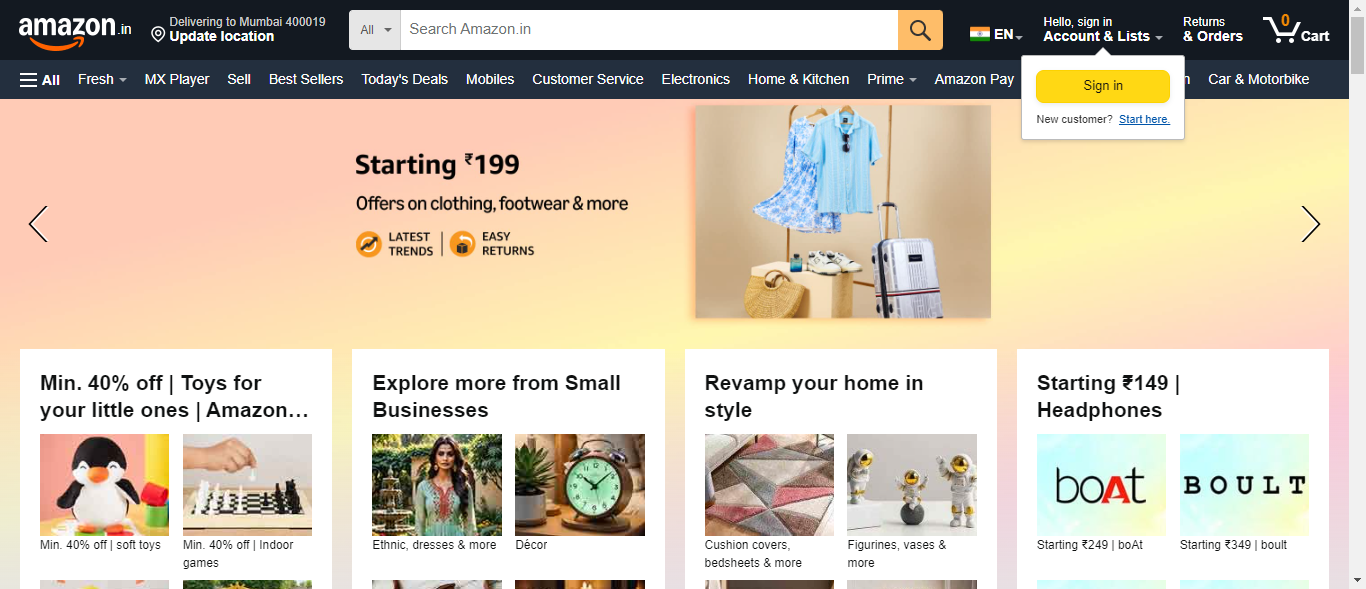 amazon.in
Delivering to Mumbai 400019
Update location
All
Search Amazon.in
EN
Hello, sign in
Account & Lists
Returns
& Orders
0
Cart
All
Fresh
MX Player
Sell
Best Sellers
Today's Deals
Mobiles
Customer Service
Electronics
Home & Kitchen
Prime
Amazon Pay
Car & Motorbike
Sign in
New customer? Start here.
Starting ₹199
Offers on clothing, footwear & more
LATEST
TRENDS
EASY
RETURNS
Min. 40% off | Toys for
your little ones | Amazon…
Min. 40% off | soft toys
Min. 40% off | Indoor
games
Explore more from Small
Businesses
Ethnic, dresses & more
Décor
Revamp your home in
style
Cushion covers,
bedsheets & more
Figurines, vases &
more
Starting ₹149 |
Headphones
boAt
BOULT
Starting ₹249 | boAt
Starting ₹349 | boult